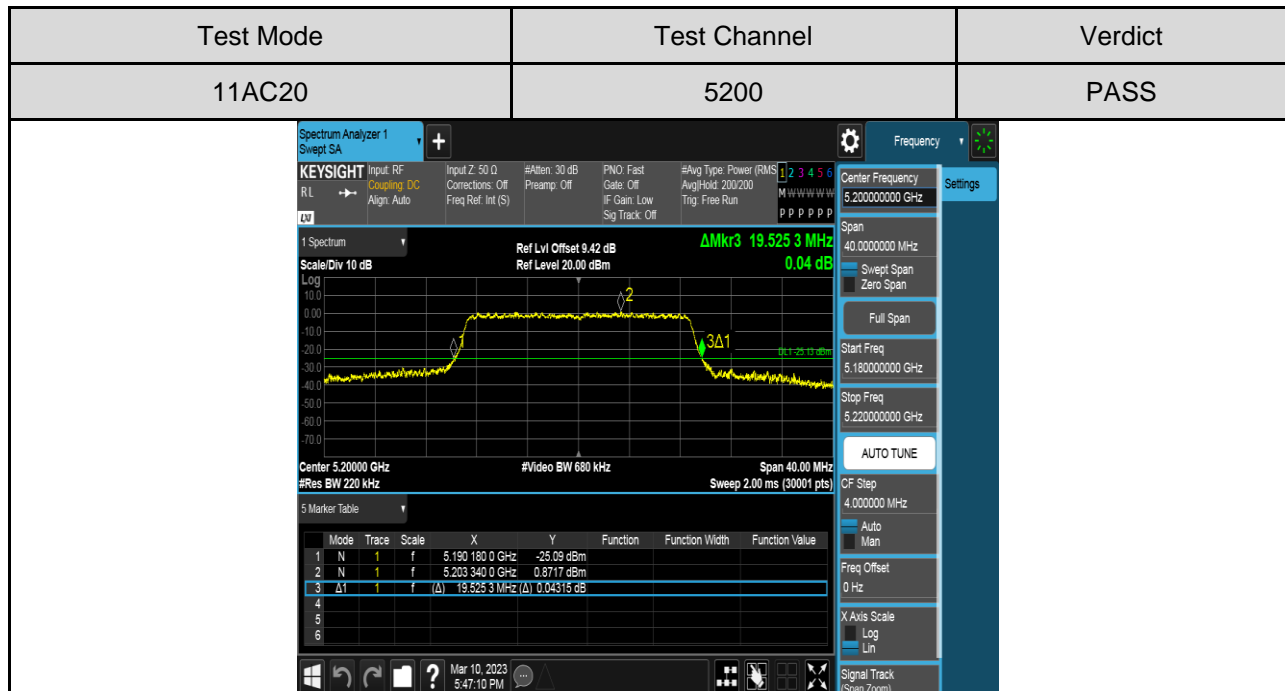 Test Mode Test Channel Verdict
11AC20 5200 PASS
Spectrum Analyzer 1
Swept SA
+
Frequency
KEYSIGHT Input: RF Input Z: 50 Ω #Atten: 30 dB PNO: Fast #Avg Type: Power (RMS 1 2 3 4 5 6
RL Coupling: DC Corrections: Off Preamp: Off Gate: Off Avg|Hold: 200/200 M W W W W W
Align: Auto Freq Ref: Int (S) IF Gain: Low Trig: Free Run
Sig Track: Off P P P P P P
LXI
Center Frequency
5.200000000 GHz
Settings
Span
40.0000000 MHz
Swept Span
Zero Span
Full Span
Start Freq
5.180000000 GHz
Stop Freq
5.220000000 GHz
AUTO TUNE
CF Step
4.000000 MHz
Auto
Man
Freq Offset
0 Hz
X Axis Scale
Log
Lin
Signal Track
(Span Zoom)
1 Spectrum
Scale/Div 10 dB
Ref Lvl Offset 9.42 dB
Ref Level 20.00 dBm
ΔMkr3 19.525 3 MHz
0.04 dB
Log
10.0
0.00
-10.0
-20.0
-30.0
-40.0
-50.0
-60.0
-70.0
1
2
3Δ1
DL1 -25.13 dBm
Center 5.20000 GHz #Video BW 680 kHz Span 40.00 MHz
#Res BW 220 kHz Sweep 2.00 ms (30001 pts)
5 Marker Table
Mode Trace Scale X Y Function Function Width Function Value
1 N 1 f 5.190 180 0 GHz -25.09 dBm
2 N 1 f 5.203 340 0 GHz 0.8717 dBm
3 Δ1 1 f (Δ) 19.525 3 MHz (Δ) 0.04315 dB
4
5
6
? Mar 10, 2023
5:47:10 PM